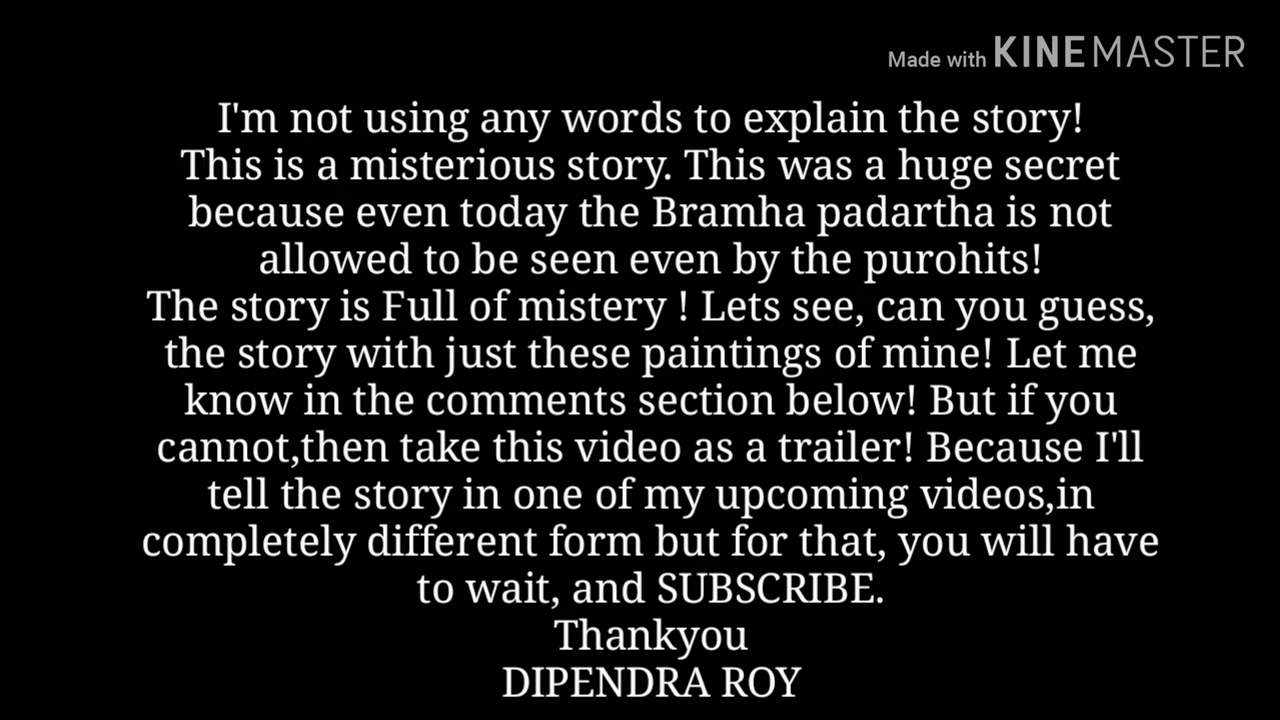 Made with KINEMASTER
I'm not using any words to explain the story!
This is a misterious story. This was a huge secret
because even today the Bramha padartha is not
allowed to be seen even by the purohits!
The story is Full of mistery ! Lets see, can you guess,
the story with just these paintings of mine! Let me
know in the comments section below! But if you
cannot,then take this video as a trailer! Because I'll
tell the story in one of my upcoming videos,in
completely different form but for that, you will have
to wait, and SUBSCRIBE.
Thankyou
DIPENDRA ROY